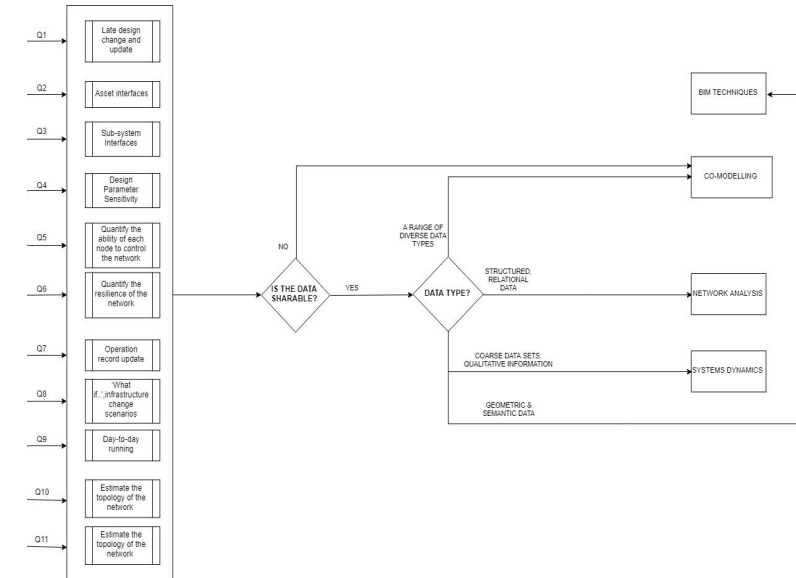 Q1
Late design
change and
update
Q2
Asset interfaces
Q3
Sub-system
Interfaces
Q4
Design
Parameter
Sensitivity
Q5
Quantify the
ability of each
node to control
the network
Q6
Quantify the
resilience of the
network
Q7
Operation
record update
Q8
'What
if..',infrastructure
change
scenarios
Q9
Day-to-day
running
Q10
Estimate the
topology of the
network
Q11
Estimate the
topology of the
network
NO
IS THE DATA
SHARABLE?
YES
A RANGE OF
DIVERSE DATA
TYPES
DATA TYPE?
STRUCTURED,
RELATIONAL
DATA
COARSE DATA SETS;
QUALITATIVE INFORMATION
GEOMETRIC &
SEMANTIC DATA
BIM TECHNIQUES
CO-MODELLING
NETWORK ANALYSIS
SYSTEMS DYNAMICS